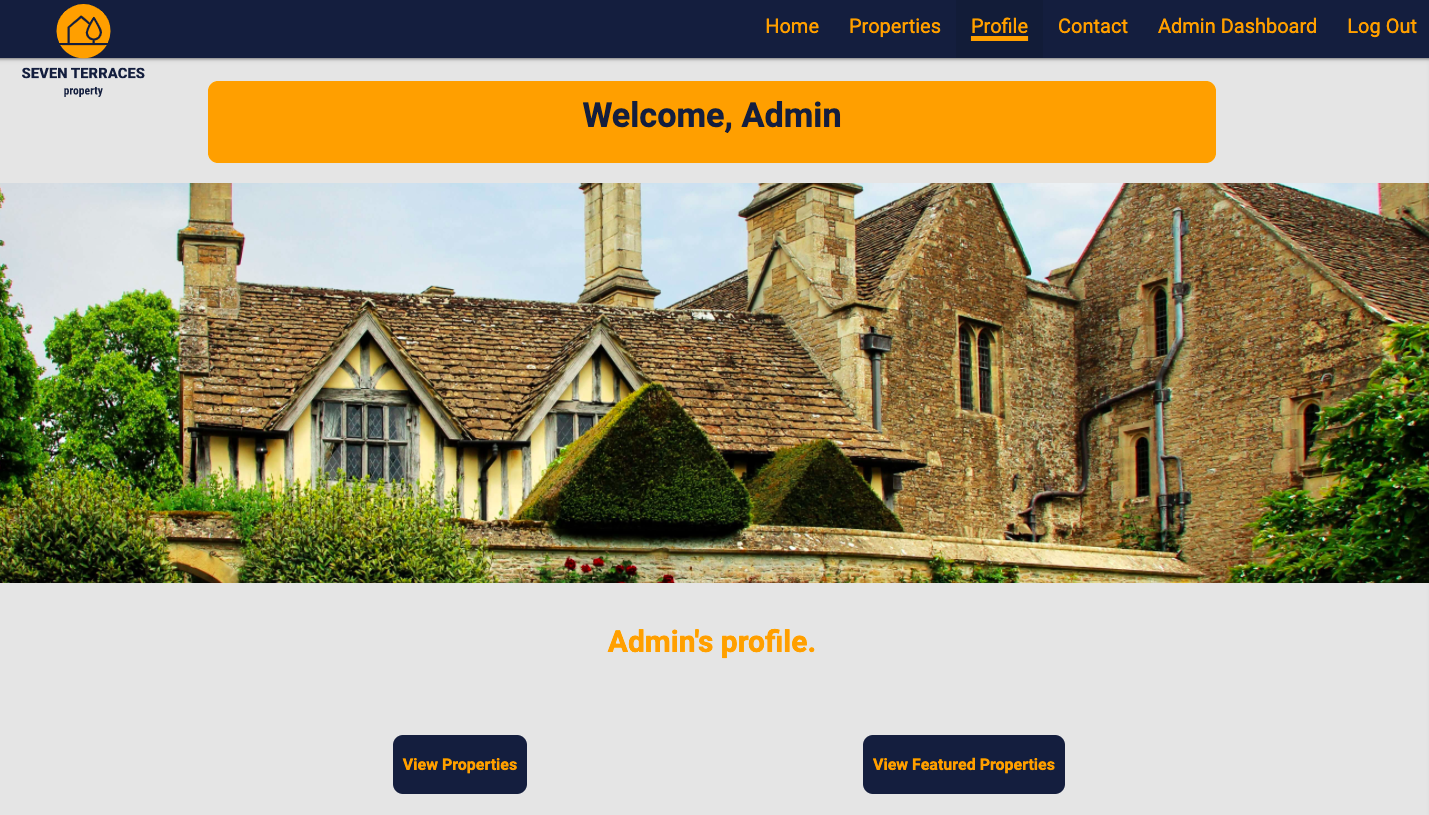 Home Properties Profile Contact Admin Dashboard Log Out
SEVEN TERRACES
property
Welcome, Admin
Admin's profile.
View Properties
View Featured Properties